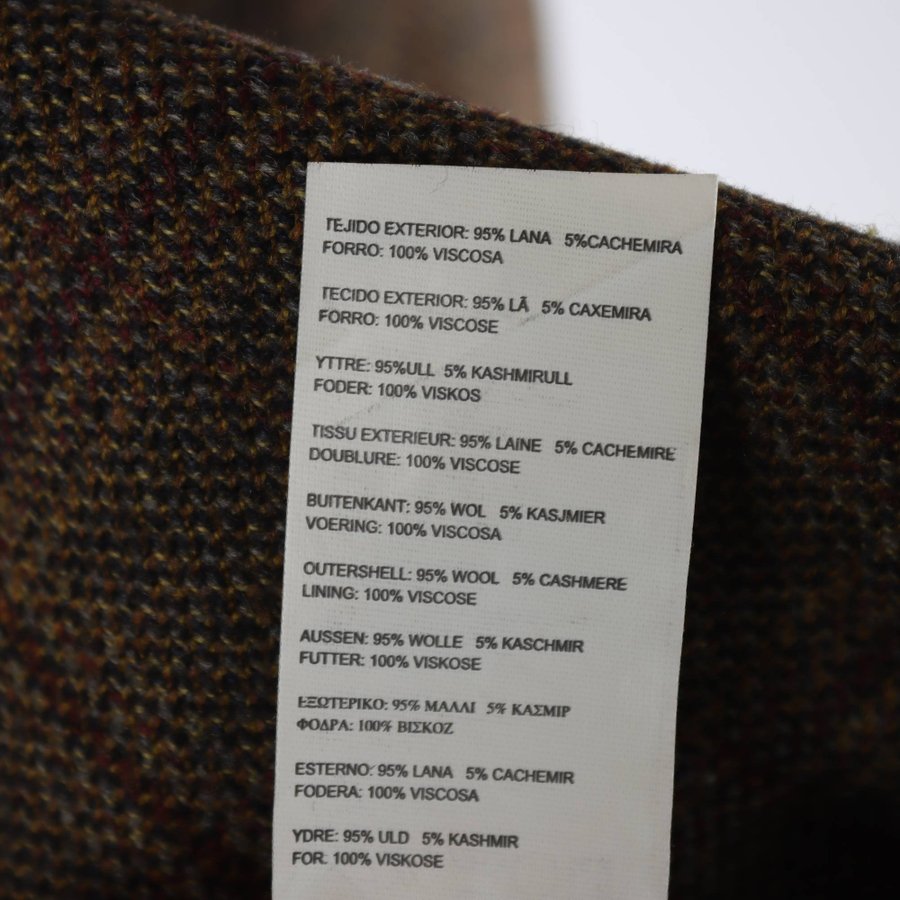 TEJIDO EXTERIOR: 95% LANA 5%CACHEMIRA
FORRO: 100% VISCOSA
TECIDO EXTERIOR: 95% LÃ 5% CAXEMIRA
FORRO: 100% VISCOSE
YTTRE: 95%ULL 5% KASHMIRULL
FODER: 100% VISKOS
TISSU EXTERIEUR: 95% LAINE 5% CACHEMIRE
DOUBLURE: 100% VISCOSE
BUITENKANT: 95% WOL 5% KASJMIER
VOERING: 100% VISCOSA
OUTERSHELL: 95% WOOL 5% CASHMERE
LINING: 100% VISCOSE
AUSSEN: 95% WOLLE 5% KASCHMIR
FUTTER: 100% VISKOSE
ΕΞΩΤΕΡΙΚΟ: 95% ΜΑΛΛΙ 5% ΚΑΣΜΙΡ
ΦΟΔΡΑ: 100% ΒΙΣΚΟΖ
ESTERNO: 95% LANA 5% CACHEMIR
FODERA: 100% VISCOSA
YDRE: 95% ULD 5% KASHMIR
FOR: 100% VISKOSE